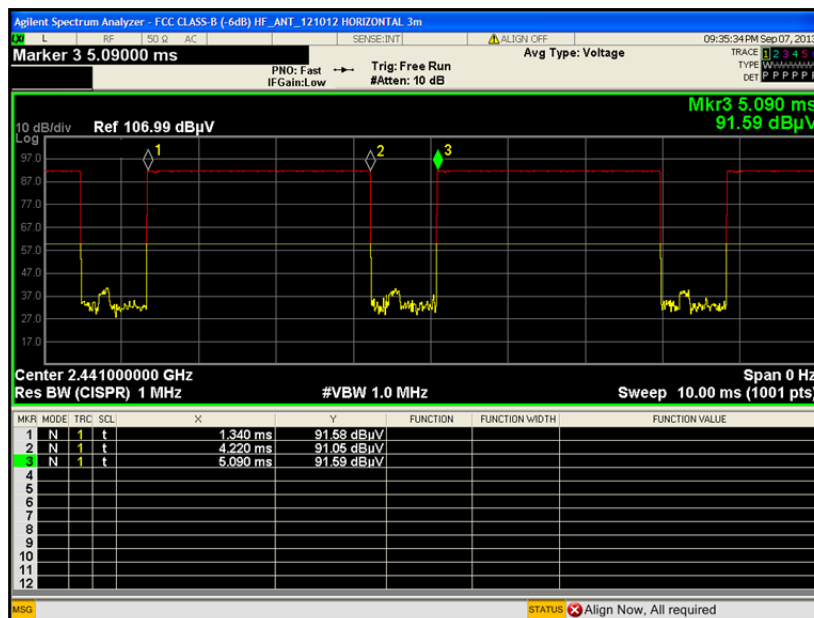 Agilent Spectrum Analyzer - FCC CLASS-B (-6dB) HF_ANT_121012 HORIZONTAL 3m
L RF 50 Ω AC SENSE:INT ALIGN OFF 09:35:34 PM Sep 07, 2013
Marker 3 5.09000 ms
Avg Type: Voltage
TRACE 1 2 3 4 5
PNO: Fast Trig: Free Run
TYPE W
IFGain:Low #Atten: 10 dB
DET P P P P P
Mkr3 5.090 ms
10 dB/div Ref 106.99 dBµV 91.59 dBµV
Log
1 2 3
97.0
87.0
77.0
67.0
57.0
47.0
37.0
27.0
17.0
Center 2.441000000 GHz Span 0 Hz
Res BW (CISPR) 1 MHz #VBW 1.0 MHz Sweep 10.00 ms (1001 pts)
MKR MODE TRC SCL X Y FUNCTION FUNCTION WIDTH FUNCTION VALUE
1 N 1 t 1.340 ms 91.58 dBµV
2 N 1 t 4.220 ms 91.05 dBµV
3 N 1 t 5.090 ms 91.59 dBµV
4
5
6
7
8
9
10
11
12
MSG STATUS Align Now, All required